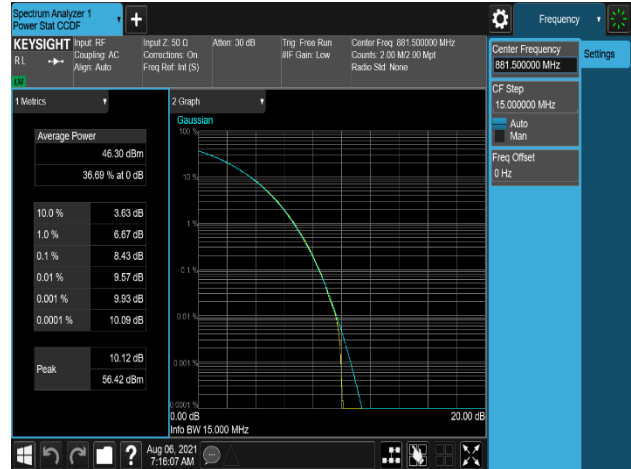 Spectrum Analyzer 1
Power Stat CCDF
Frequency
KEYSIGHT
Input: RF
Coupling: AC
Align: Auto
Input Z: 50 Ω
Corrections: On
Freq Ref: Int (S)
Atten: 30 dB
Trig: Free Run
#IF Gain: Low
Center Freq: 881.500000 MHz
Counts: 2.00 M/2.00 Mpt
Radio Std: None
RL
1 Metrics
Average Power
46.30 dBm
36.69 % at 0 dB
10.0 % 3.63 dB
1.0 % 6.67 dB
0.1 % 8.43 dB
0.01 % 9.57 dB
0.001 % 9.93 dB
0.0001 % 10.09 dB
Peak
10.12 dB
56.42 dBm
2 Graph
Gaussian
100 %
10 %
1 %
0.1 %
0.01 %
0.001 %
0.0001 %
0.00 dB
20.00 dB
Info BW 15.000 MHz
Center Frequency
881.500000 MHz
Settings
CF Step
15.000000 MHz
Auto
Man
Freq Offset
0 Hz
?
Aug 06, 2021
7:16:07 AM